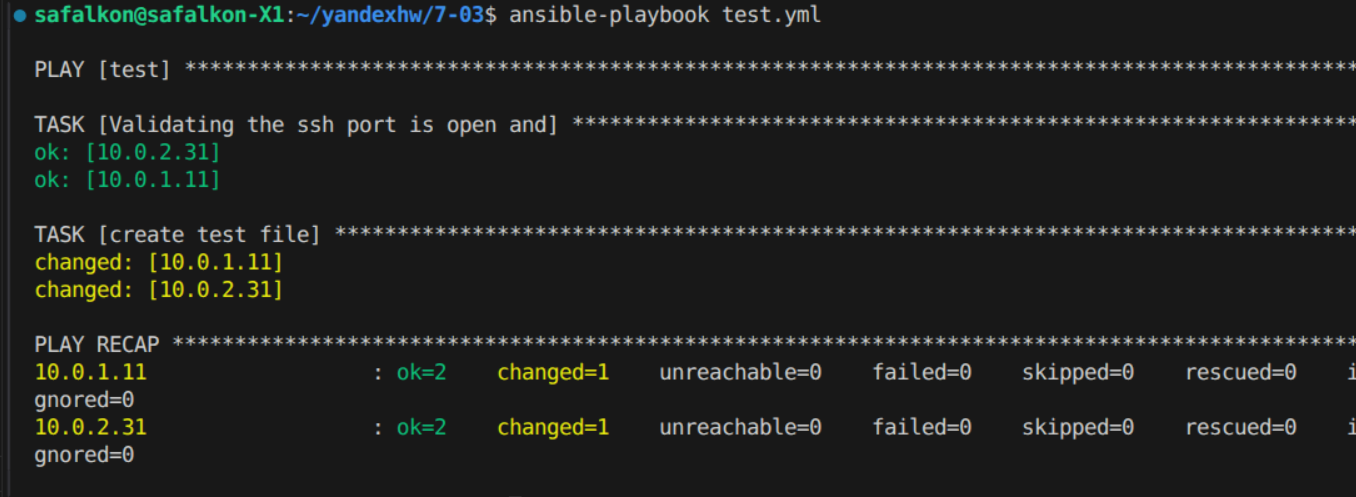 safalkon@safalkon-X1:~/yandexhw/7-03$ ansible-playbook test.yml
PLAY [test] **********************************************************************************************
TASK [Validating the ssh port is open and] ***************************************************************
ok: [10.0.2.31]
ok: [10.0.1.11]
TASK [create test file] **********************************************************************************
changed: [10.0.1.11]
changed: [10.0.2.31]
PLAY RECAP ***********************************************************************************************
10.0.1.11                  : ok=2    changed=1    unreachable=0    failed=0    skipped=0    rescued=0    i
gnored=0
10.0.2.31                  : ok=2    changed=1    unreachable=0    failed=0    skipped=0    rescued=0    i
gnored=0